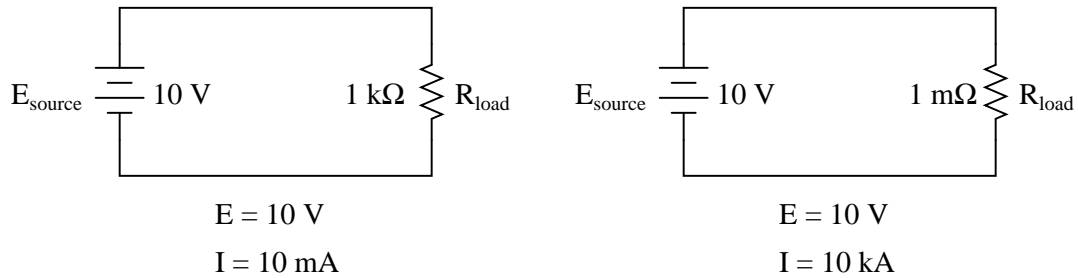 E_source 10 V 1 kΩ R_load E_source 10 V 1 mΩ R_load
E = 10 V E = 10 V
I = 10 mA I = 10 kA